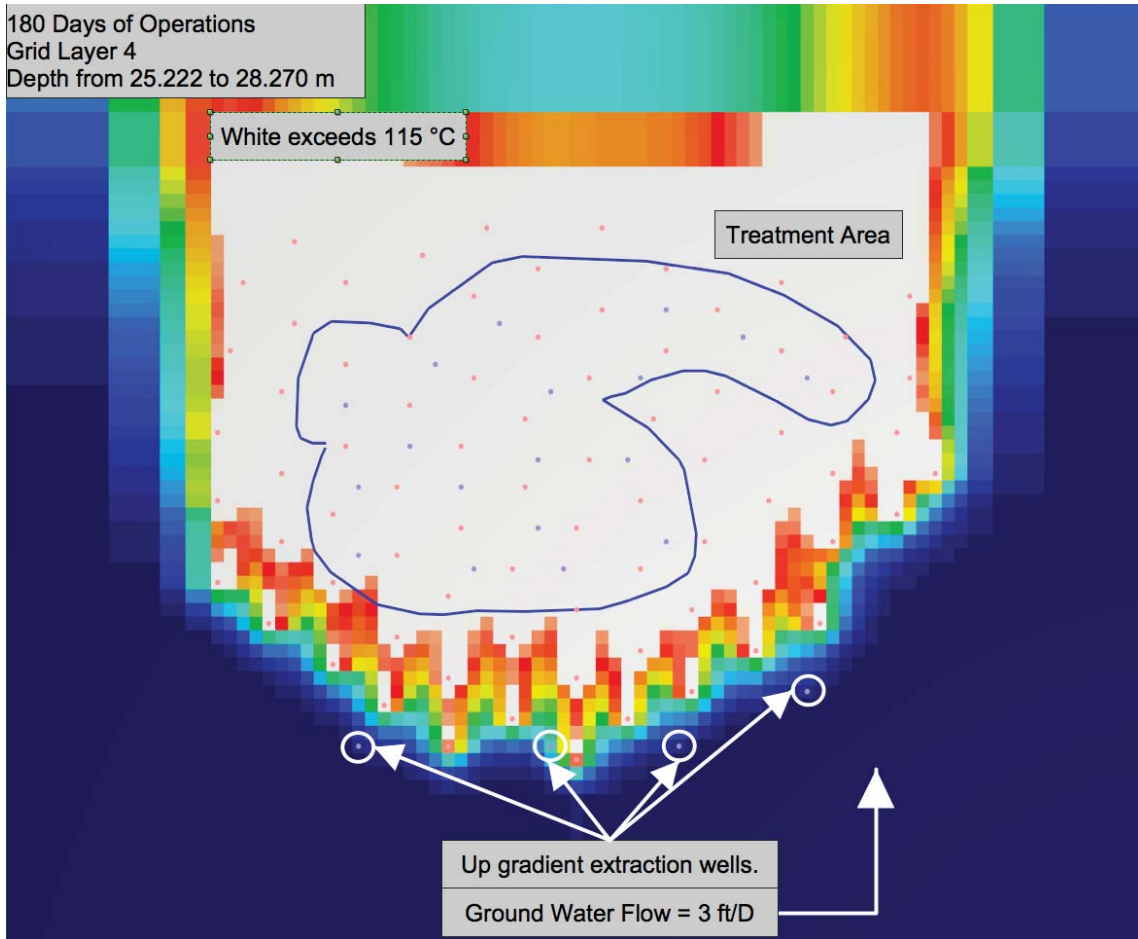 180 Days of Operations
Grid Layer 4
Depth from 25.222 to 28.270 m
White exceeds 115 °C
Treatment Area
Up gradient extraction wells.
Ground Water Flow = 3 ft/D